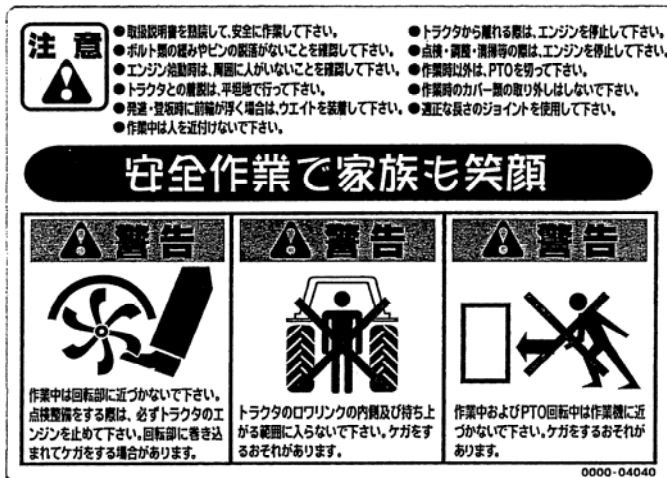 注 意
●取扱説明書を熟読して、安全に作業して下さい。
●ボルト類の緩みやピンの脱落がないことを確認して下さい。
●エンジン始動時は、周囲に人がいないことを確認して下さい。
●トラクタとの着脱は、平坦地で行って下さい。
●発進・登坂時に前輪が浮く場合は、ウエイトを装着して下さい。
●作業中は人を近付けないで下さい。
●トラクタから離れる際は、エンジンを停止して下さい。
●点検・調整・清掃等の際は、エンジンを停止して下さい。
●作業時以外は、PTOを切って下さい。
●作業時のカバー類の取り外しはしないで下さい。
●適正な長さのジョイントを使用して下さい。
安全作業で家族も笑顔
警告
作業中は回転部に近づかないで下さい。
点検整備をする際は、必ずトラクタのエ
ンジンを止めて下さい。回転部に巻き込
まれてケガをする場合があります。
警告
トラクタのロワリンクの内側及び持ち上
がる範囲に入らないで下さい。ケガをす
るおそれがあります。
警告
作業中およびPTO回転中は作業機に近
づかないで下さい。ケガをするおそれが
あります。
0000-04040